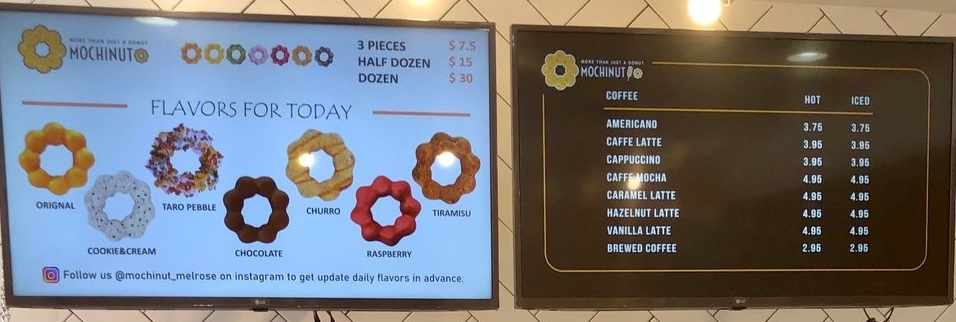 MORE THAN JUST A DONUT
MOCHINUT
3 PIECES $ 7.5
HALF DOZEN $ 15
DOZEN $ 30
FLAVORS FOR TODAY
ORIGNAL
COOKIE&CREAM
TARO PEBBLE
CHOCOLATE
CHURRO
RASPBERRY
TIRAMISU
Follow us @mochinut_melrose on instagram to get update daily flavors in advance.
LG
MORE THAN JUST A DONUT
MOCHINUT
COFFEE HOT ICED
AMERICANO 3.75 3.75
CAFFE LATTE 3.95 3.95
CAPPUCCINO 3.95 3.95
CAFFE MOCHA 4.95 4.95
CARAMEL LATTE 4.95 4.95
HAZELNUT LATTE 4.95 4.95
VANILLA LATTE 4.95 4.95
BREWED COFFEE 2.95 2.95
LG